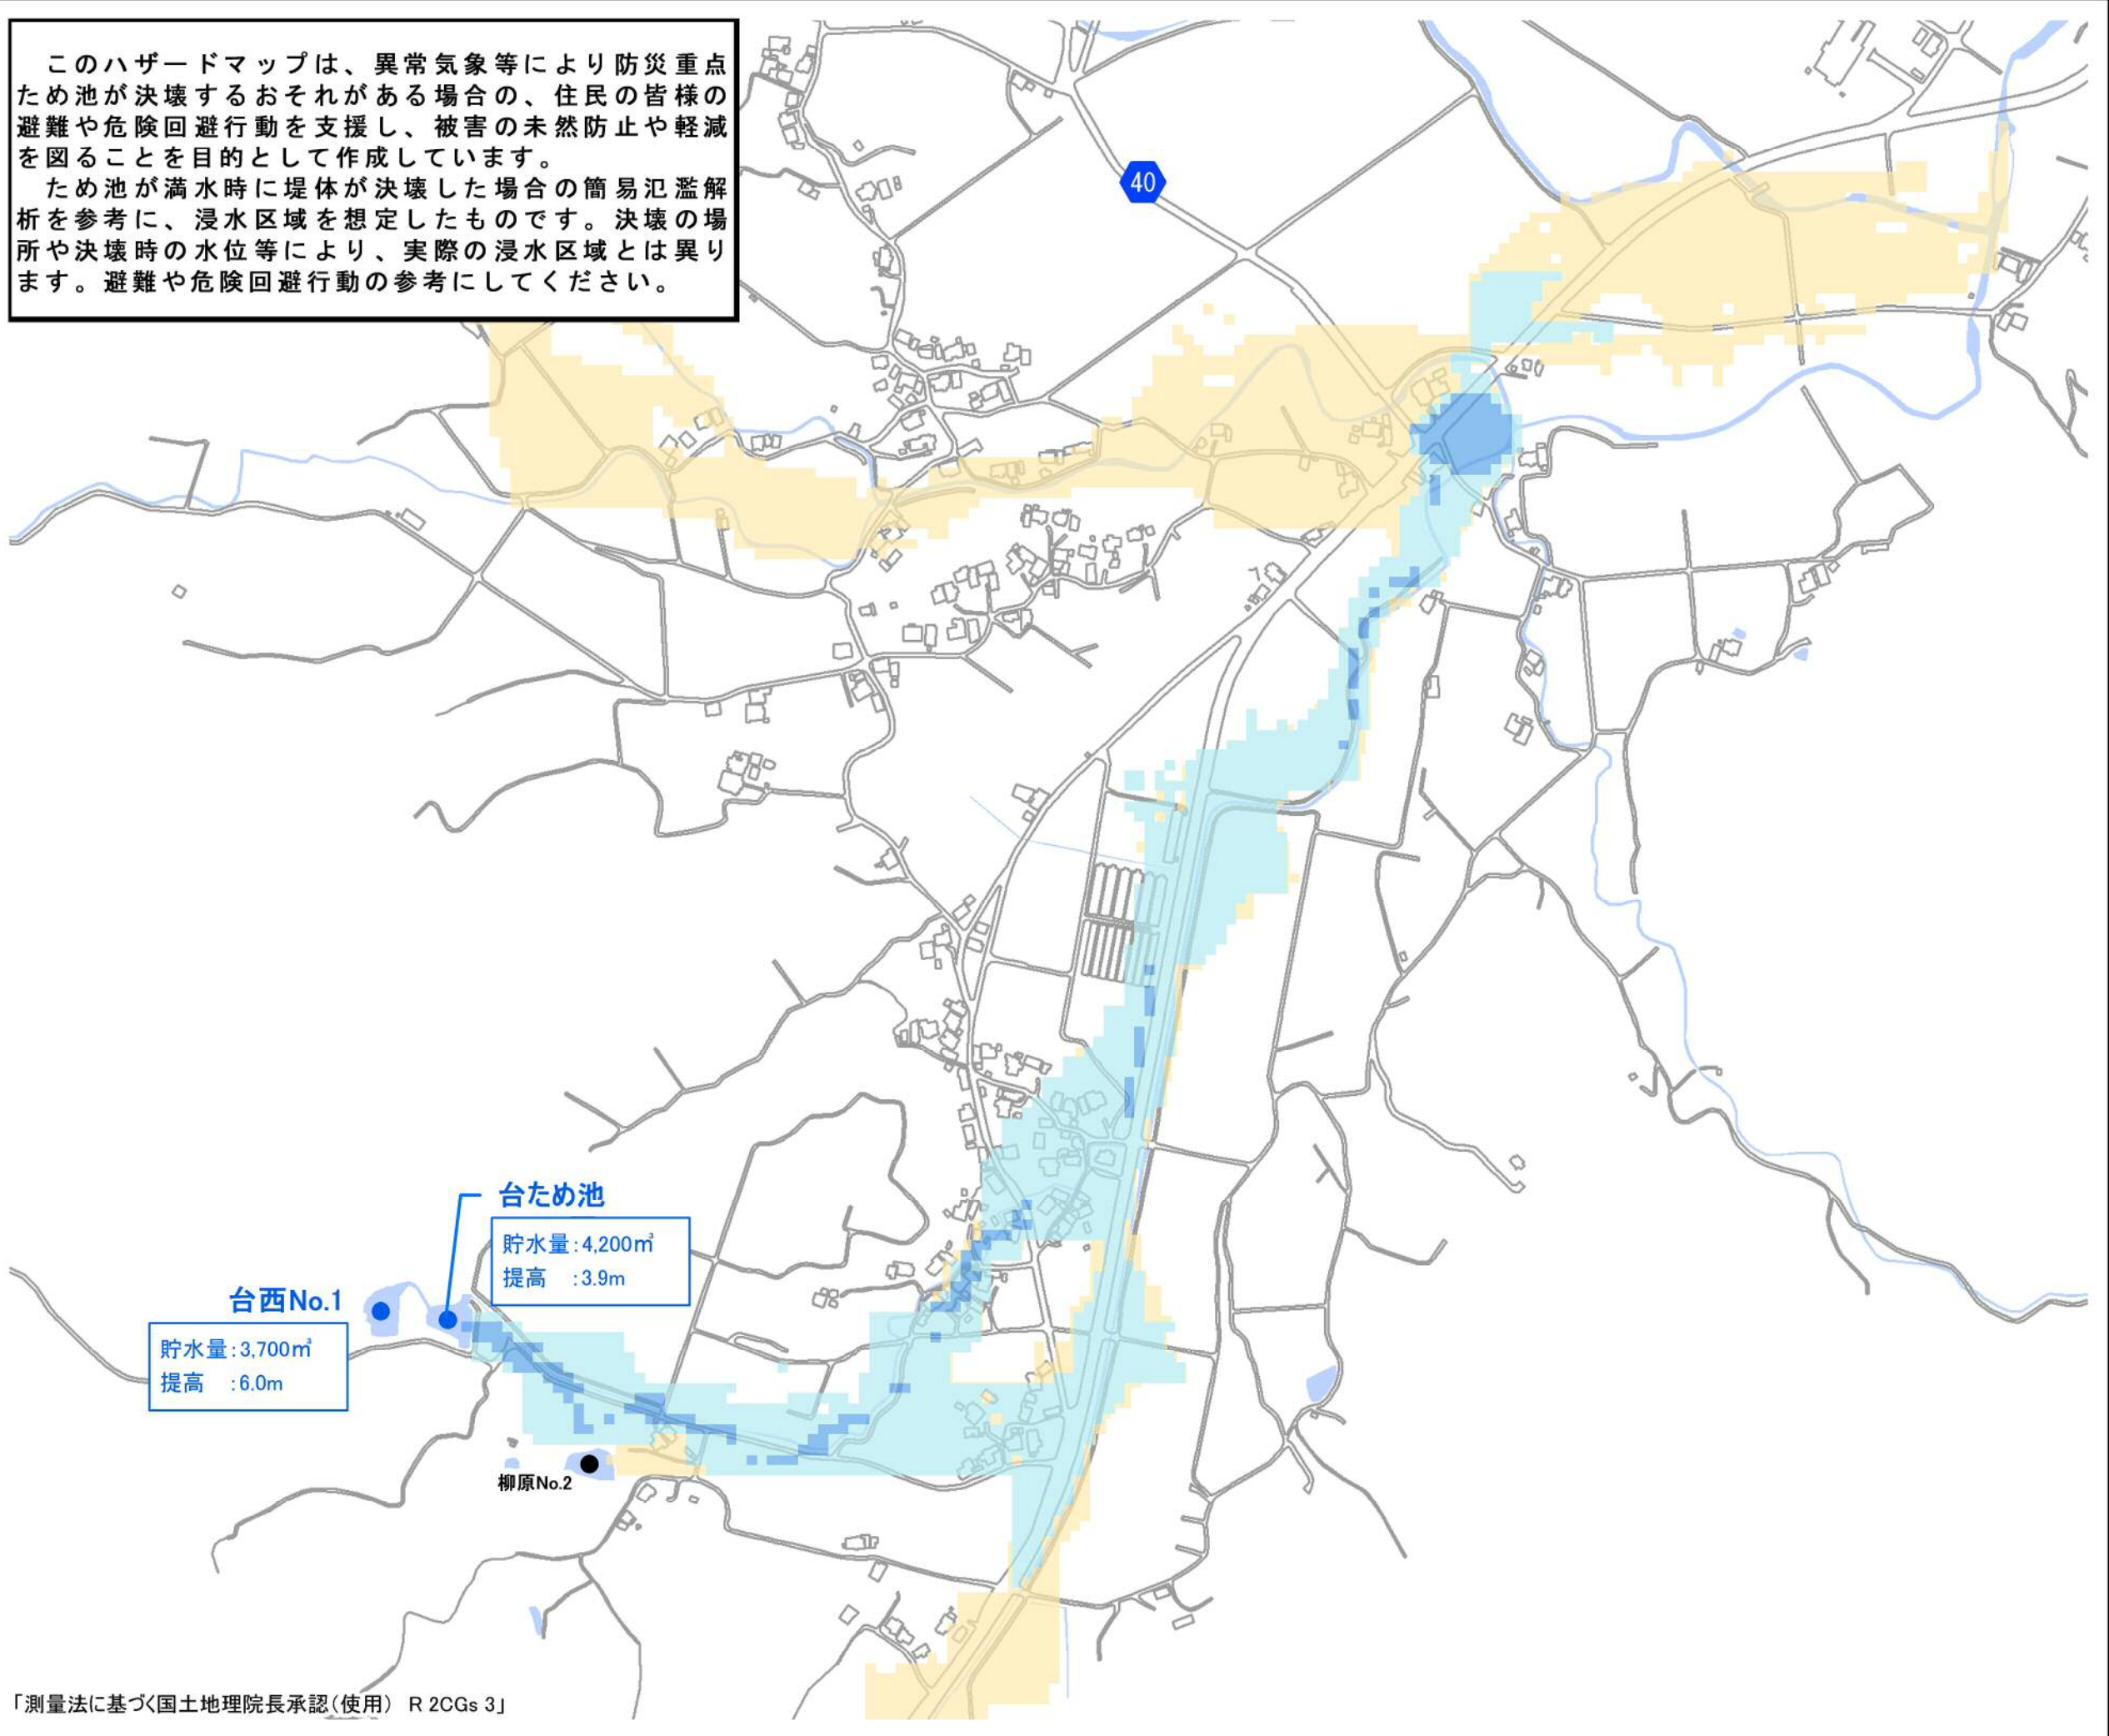 このハザードマップは、異常気象等により防災重点
ため池が決壊するおそれがある場合の、住民の皆様の
避難や危険回避行動を支援し、被害の未然防止や軽減
を図ることを目的として作成しています。
ため池が満水時に堤体が決壊した場合の簡易氾濫解
析を参考に、浸水区域を想定したものです。決壊の場
所や決壊時の水位等により、実際の浸水区域とは異り
ます。避難や危険回避行動の参考にしてください。
40
台ため池
貯水量:4,200㎥
提高 :3.9m
台西No.1
貯水量:3,700㎥
提高 :6.0m
柳原No.2
「測量法に基づく国土地理院長承認(使用) R 2CGs 3」